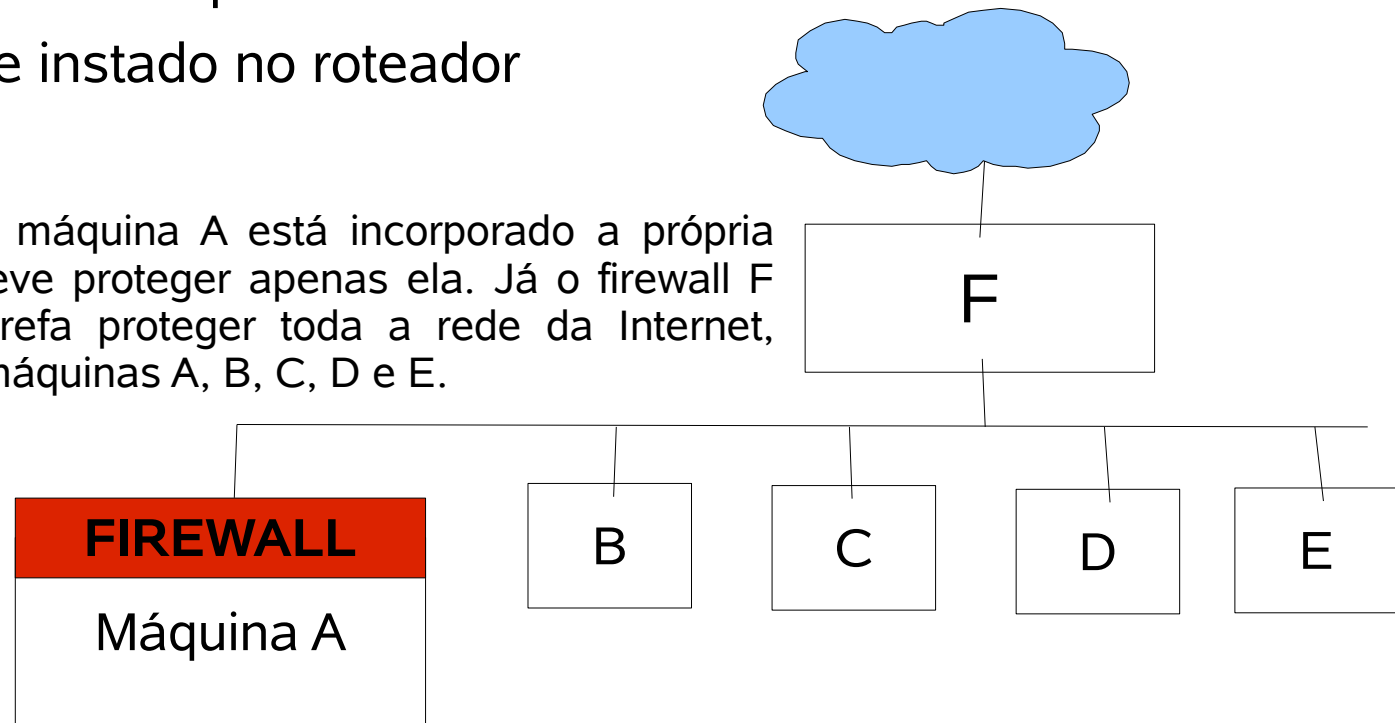 e instado no roteador
máquina A está incorporado a própria
eve proteger apenas ela. Já o firewall F
refa proteger toda a rede da Internet,
náquinas A, B, C, D e E.
F
FIREWALL
Máquina A
B
C
D
E